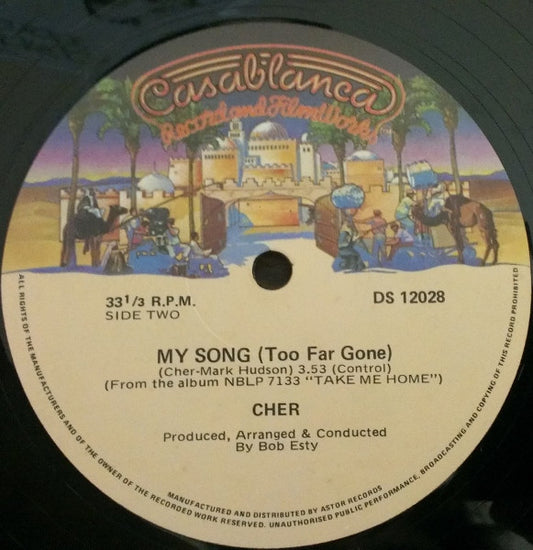 Casablanca
Record and FilmWorks
33 1/3 R.P.M.
SIDE TWO
DS 12028
MY SONG (Too Far Gone)
(Cher-Mark Hudson) 3.53 (Control)
(From the album NBLP 7133 "TAKE ME HOME")
CHER
Produced, Arranged & Conducted
By Bob Esty
MANUFACTURED AND DISTRIBUTED BY ASTOR RECORDS
ALL RIGHTS OF THE MANUFACTURERS AND OF THE OWNER OF THE RECORDED WORK RESERVED. UNAUTHORISED PUBLIC PERFORMANCE, BROADCASTING AND COPYING OF THIS RECORD PROHIBITED